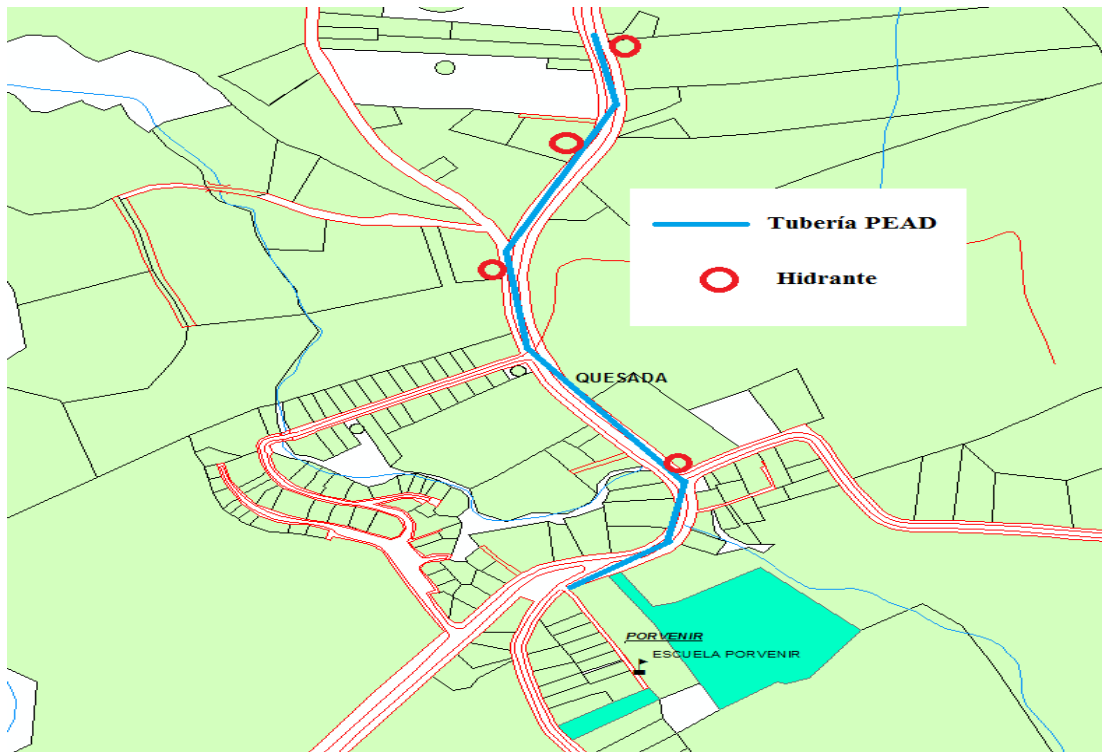 Tubería PEAD
Hidrante
QUESADA
PORVENIR
ESCUELA PORVENIR